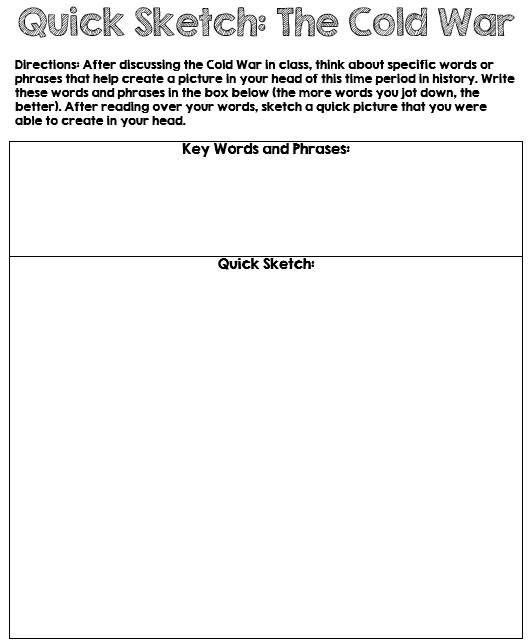 Quick Sketch: The Cold War
Directions: After discussing the Cold War in class, think about specific words or
phrases that help create a picture in your head of this time period in history. Write
these words and phrases in the box below (the more words you jot down, the
better). After reading over your words, sketch a quick picture that you were
able to create in your head.
Key Words and Phrases:
Quick Sketch: